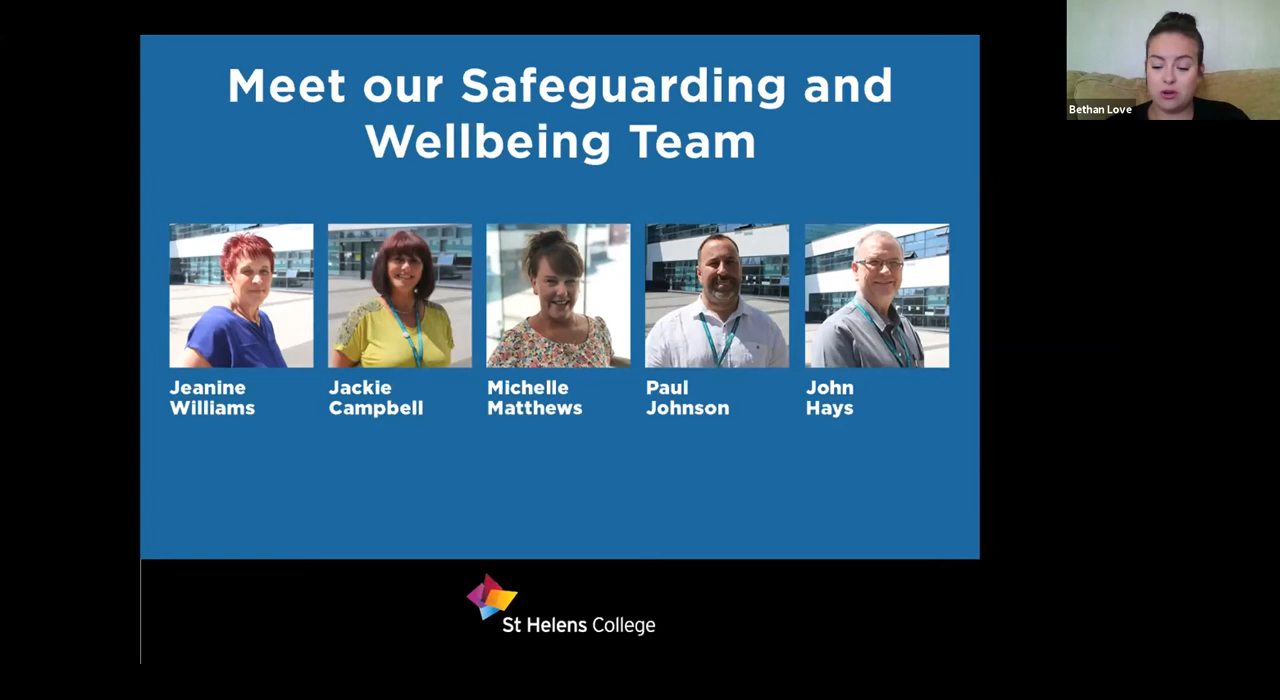 Meet our Safeguarding and
Wellbeing Team
Jeanine
Williams
Jackie
Campbell
Michelle
Matthews
Paul
Johnson
John
Hays
St Helens College
Bethan Love